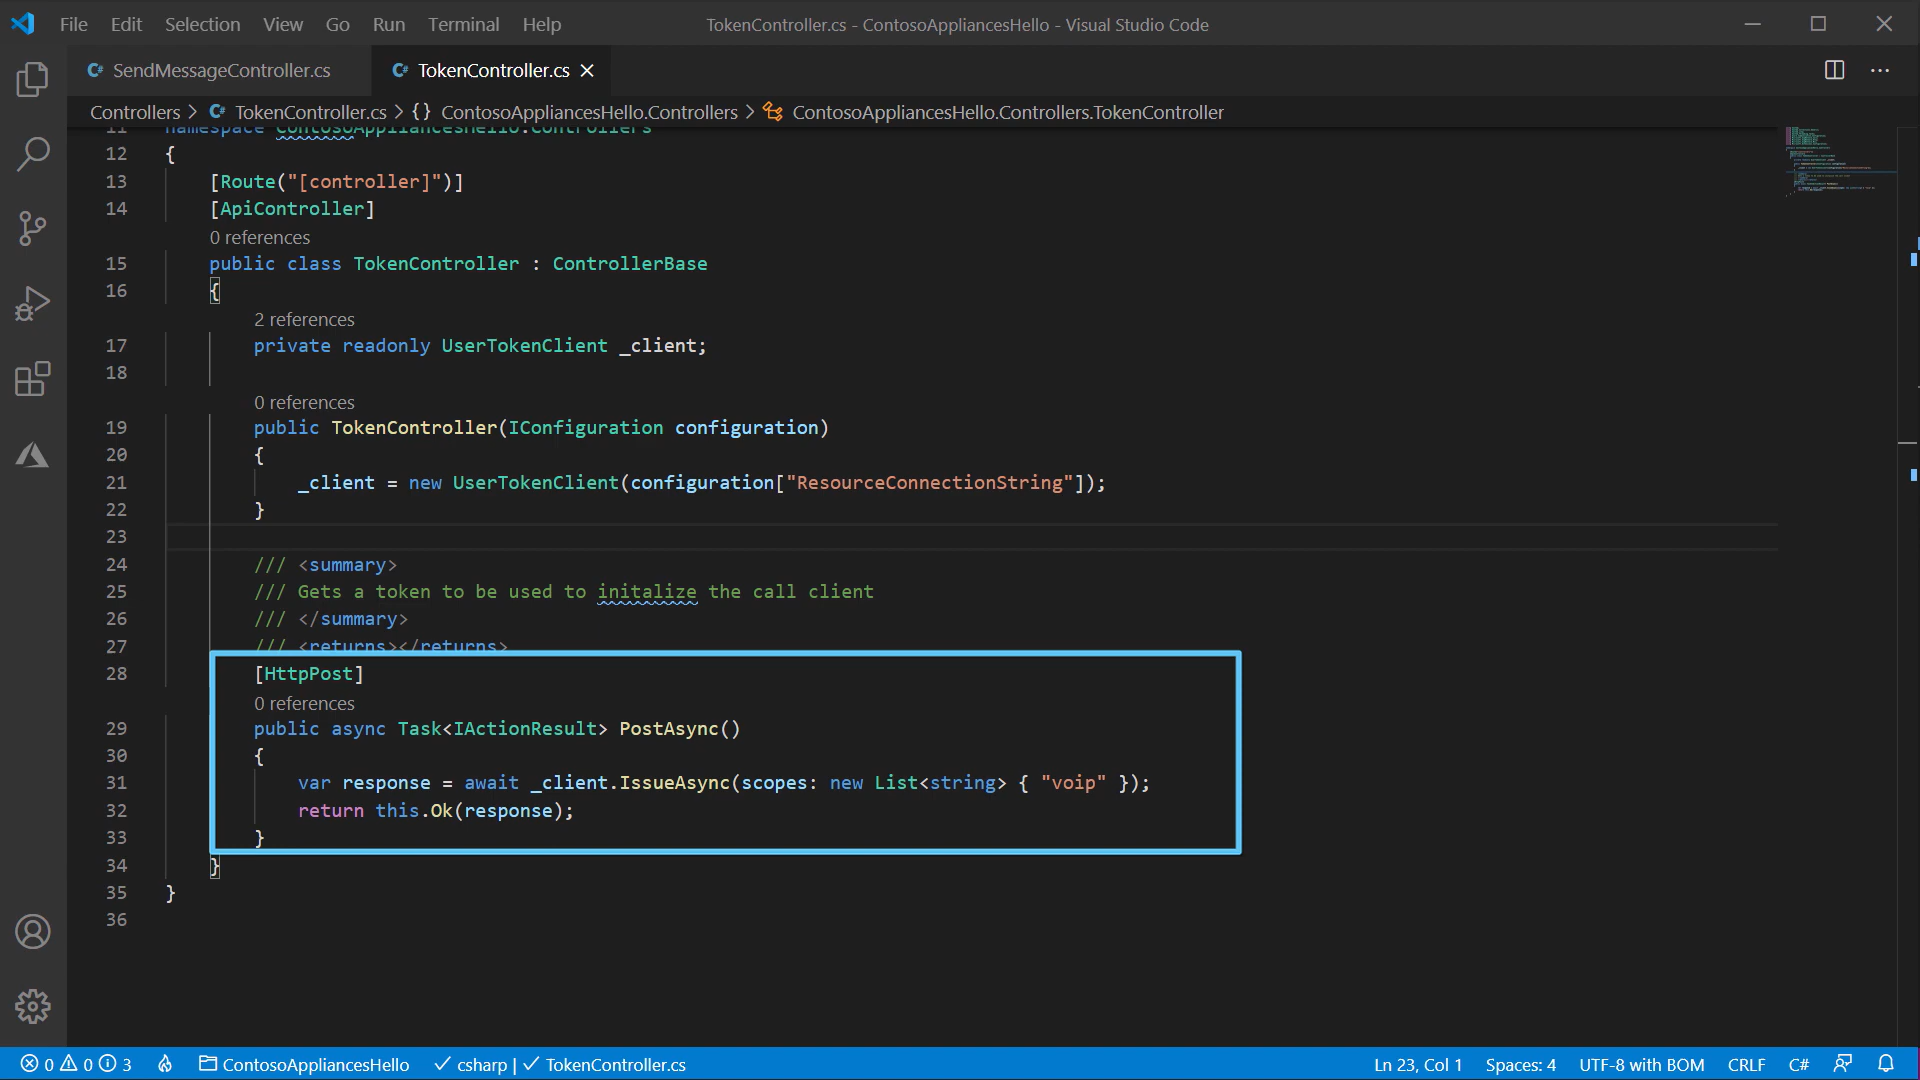 File Edit Selection View Go Run Terminal Help TokenController.cs - ContosoAppliancesHello - Visual Studio Code
C# SendMessageController.cs C# TokenController.cs
Controllers > C# TokenController.cs > {} ContosoAppliancesHello.Controllers > ContosoAppliancesHello.Controllers.TokenController
11 namespace ContosoAppliancesHello.Controllers
12 {
13 [Route("[controller]")]
14 [ApiController]
0 references
15 public class TokenController : ControllerBase
16 {
2 references
17 private readonly UserTokenClient _client;
18
0 references
19 public TokenController(IConfiguration configuration)
20 {
21 _client = new UserTokenClient(configuration["ResourceConnectionString"]);
22 }
23
24 /// <summary>
25 /// Gets a token to be used to initalize the call client
26 /// </summary>
27 /// <returns></returns>
28 [HttpPost]
0 references
29 public async Task<IActionResult> PostAsync()
30 {
31 var response = await _client.IssueAsync(scopes: new List<string> { "voip" });
32 return this.Ok(response);
33 }
34 }
35 }
36
0 0 3 ContosoAppliancesHello csharp | TokenController.cs Ln 23, Col 1 Spaces: 4 UTF-8 with BOM CRLF C#